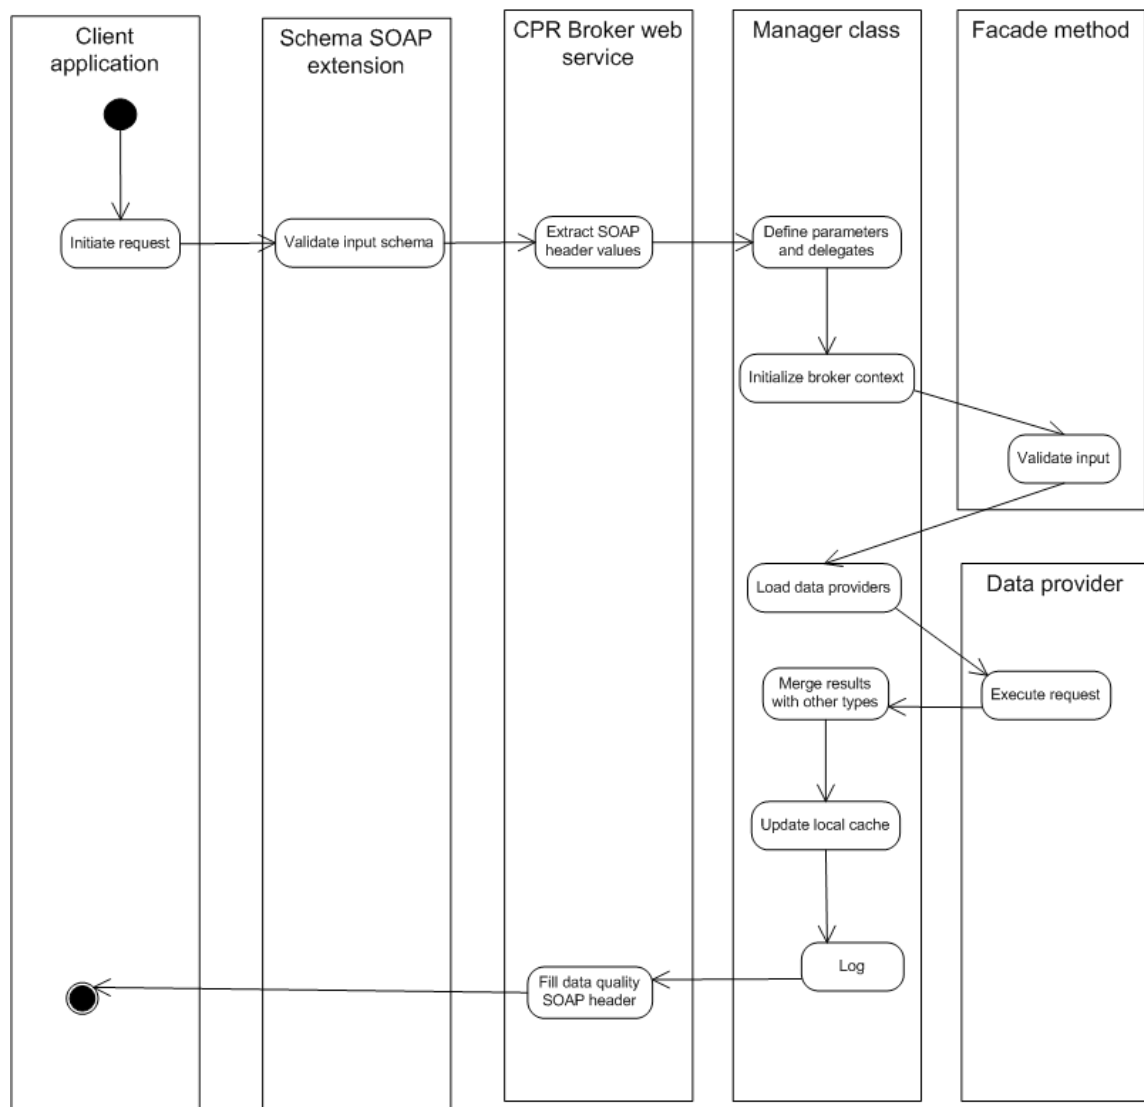 Client
application
Schema SOAP
extension
CPR Broker web
service
Manager class
Facade method
Initiate request
Validate input schema
Extract SOAP
header values
Define parameters
and delegates
Initialize broker context
Validate input
Load data providers
Data provider
Merge results
with other types
Execute request
Update local cache
Log
Fill data quality
SOAP header